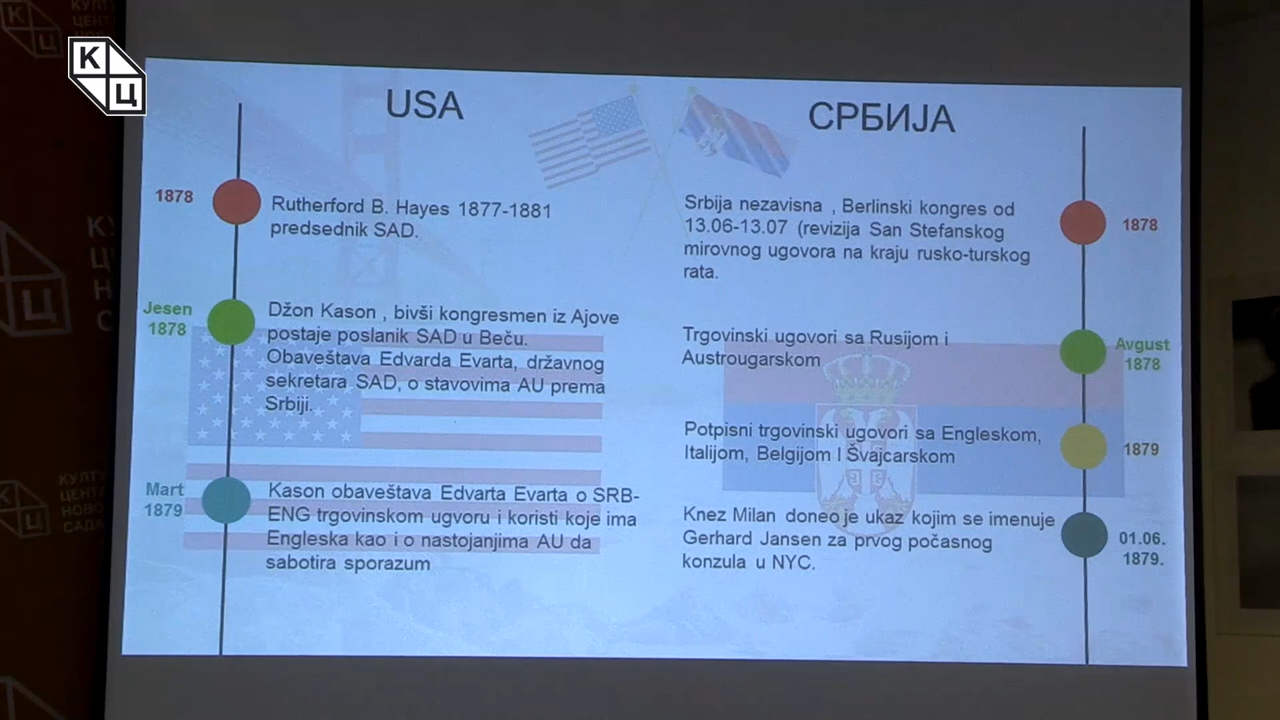 К
Ц
USA
1878
Rutherford B. Hayes 1877-1881
predsednik SAD.
Jesen
1878
Džon Kason , bivši kongresmen iz Ajove
postaje poslanik SAD u Beču.
Obaveštava Edvarda Evarta, državnog
sekretara SAD, o stavovima AU prema
Srbiji.
Mart
1879
Kason obaveštava Edvarta Evarta o SRB-
ENG trgovinskom ugvoru i koristi koje ima
Engleska kao i o nastojanjima AU da
sabotira sporazum
СРБИЈА
Srbija nezavisna , Berlinski kongres od
13.06-13.07 (revizija San Stefanskog
mirovnog ugovora na kraju rusko-turskog
rata.
1878
Trgovinski ugovori sa Rusijom i
Austrougarskom
Avgust
1878
Potpisni trgovinski ugovori sa Engleskom,
Italijom, Belgijom I Švajcarskom
1879
Knez Milan doneo je ukaz kojim se imenuje
Gerhard Jansen za prvog počasnog
konzula u NYC.
01.06.
1879.